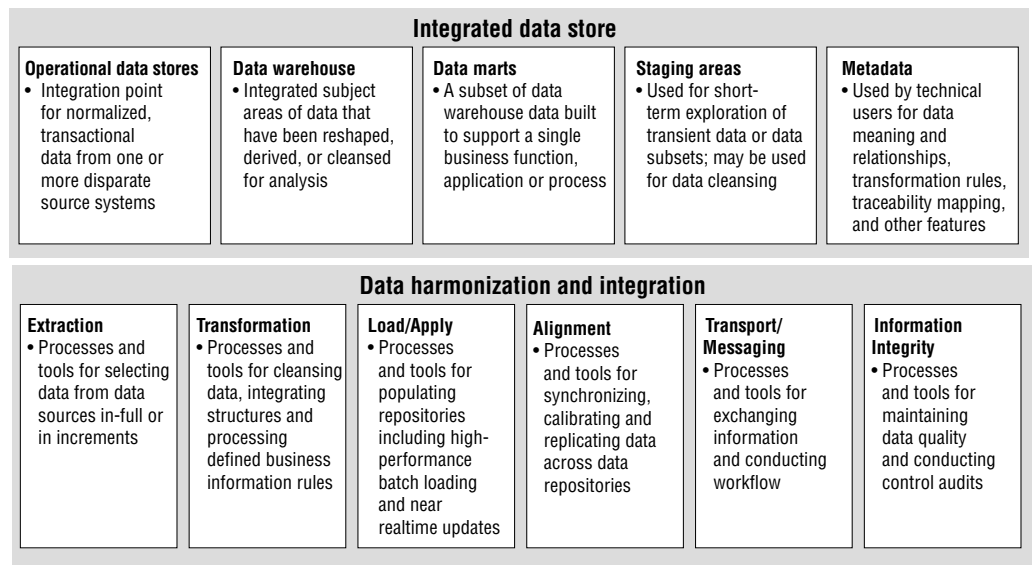 Integrated data store
Operational data stores
• Integration point
for normalized,
transactional
data from one or
more disparate
source systems
Data warehouse
• Integrated subject
areas of data that
have been reshaped,
derived, or cleansed
for analysis
Data marts
• A subset of data
warehouse data built
to support a single
business function,
application or process
Staging areas
• Used for short-
term exploration of
transient data or data
subsets; may be used
for data cleansing
Metadata
• Used by technical
users for data
meaning and
relationships,
transformation rules,
traceability mapping,
and other features
Data harmonization and integration
Extraction
• Processes and
tools for selecting
data from data
sources in-full or
in increments
Transformation
• Processes and
tools for cleansing
data, integrating
structures and
processing
defined business
information rules
Load/Apply
• Processes
and tools for
populating
repositories
including high-
performance
batch loading
and near
realtime updates
Alignment
• Processes
and tools for
synchronizing,
calibrating and
replicating data
across data
repositories
Transport/
Messaging
• Processes
and tools for
exchanging
information
and conducting
workflow
Information
Integrity
• Processes
and tools for
maintaining
data quality
and conducting
control audits